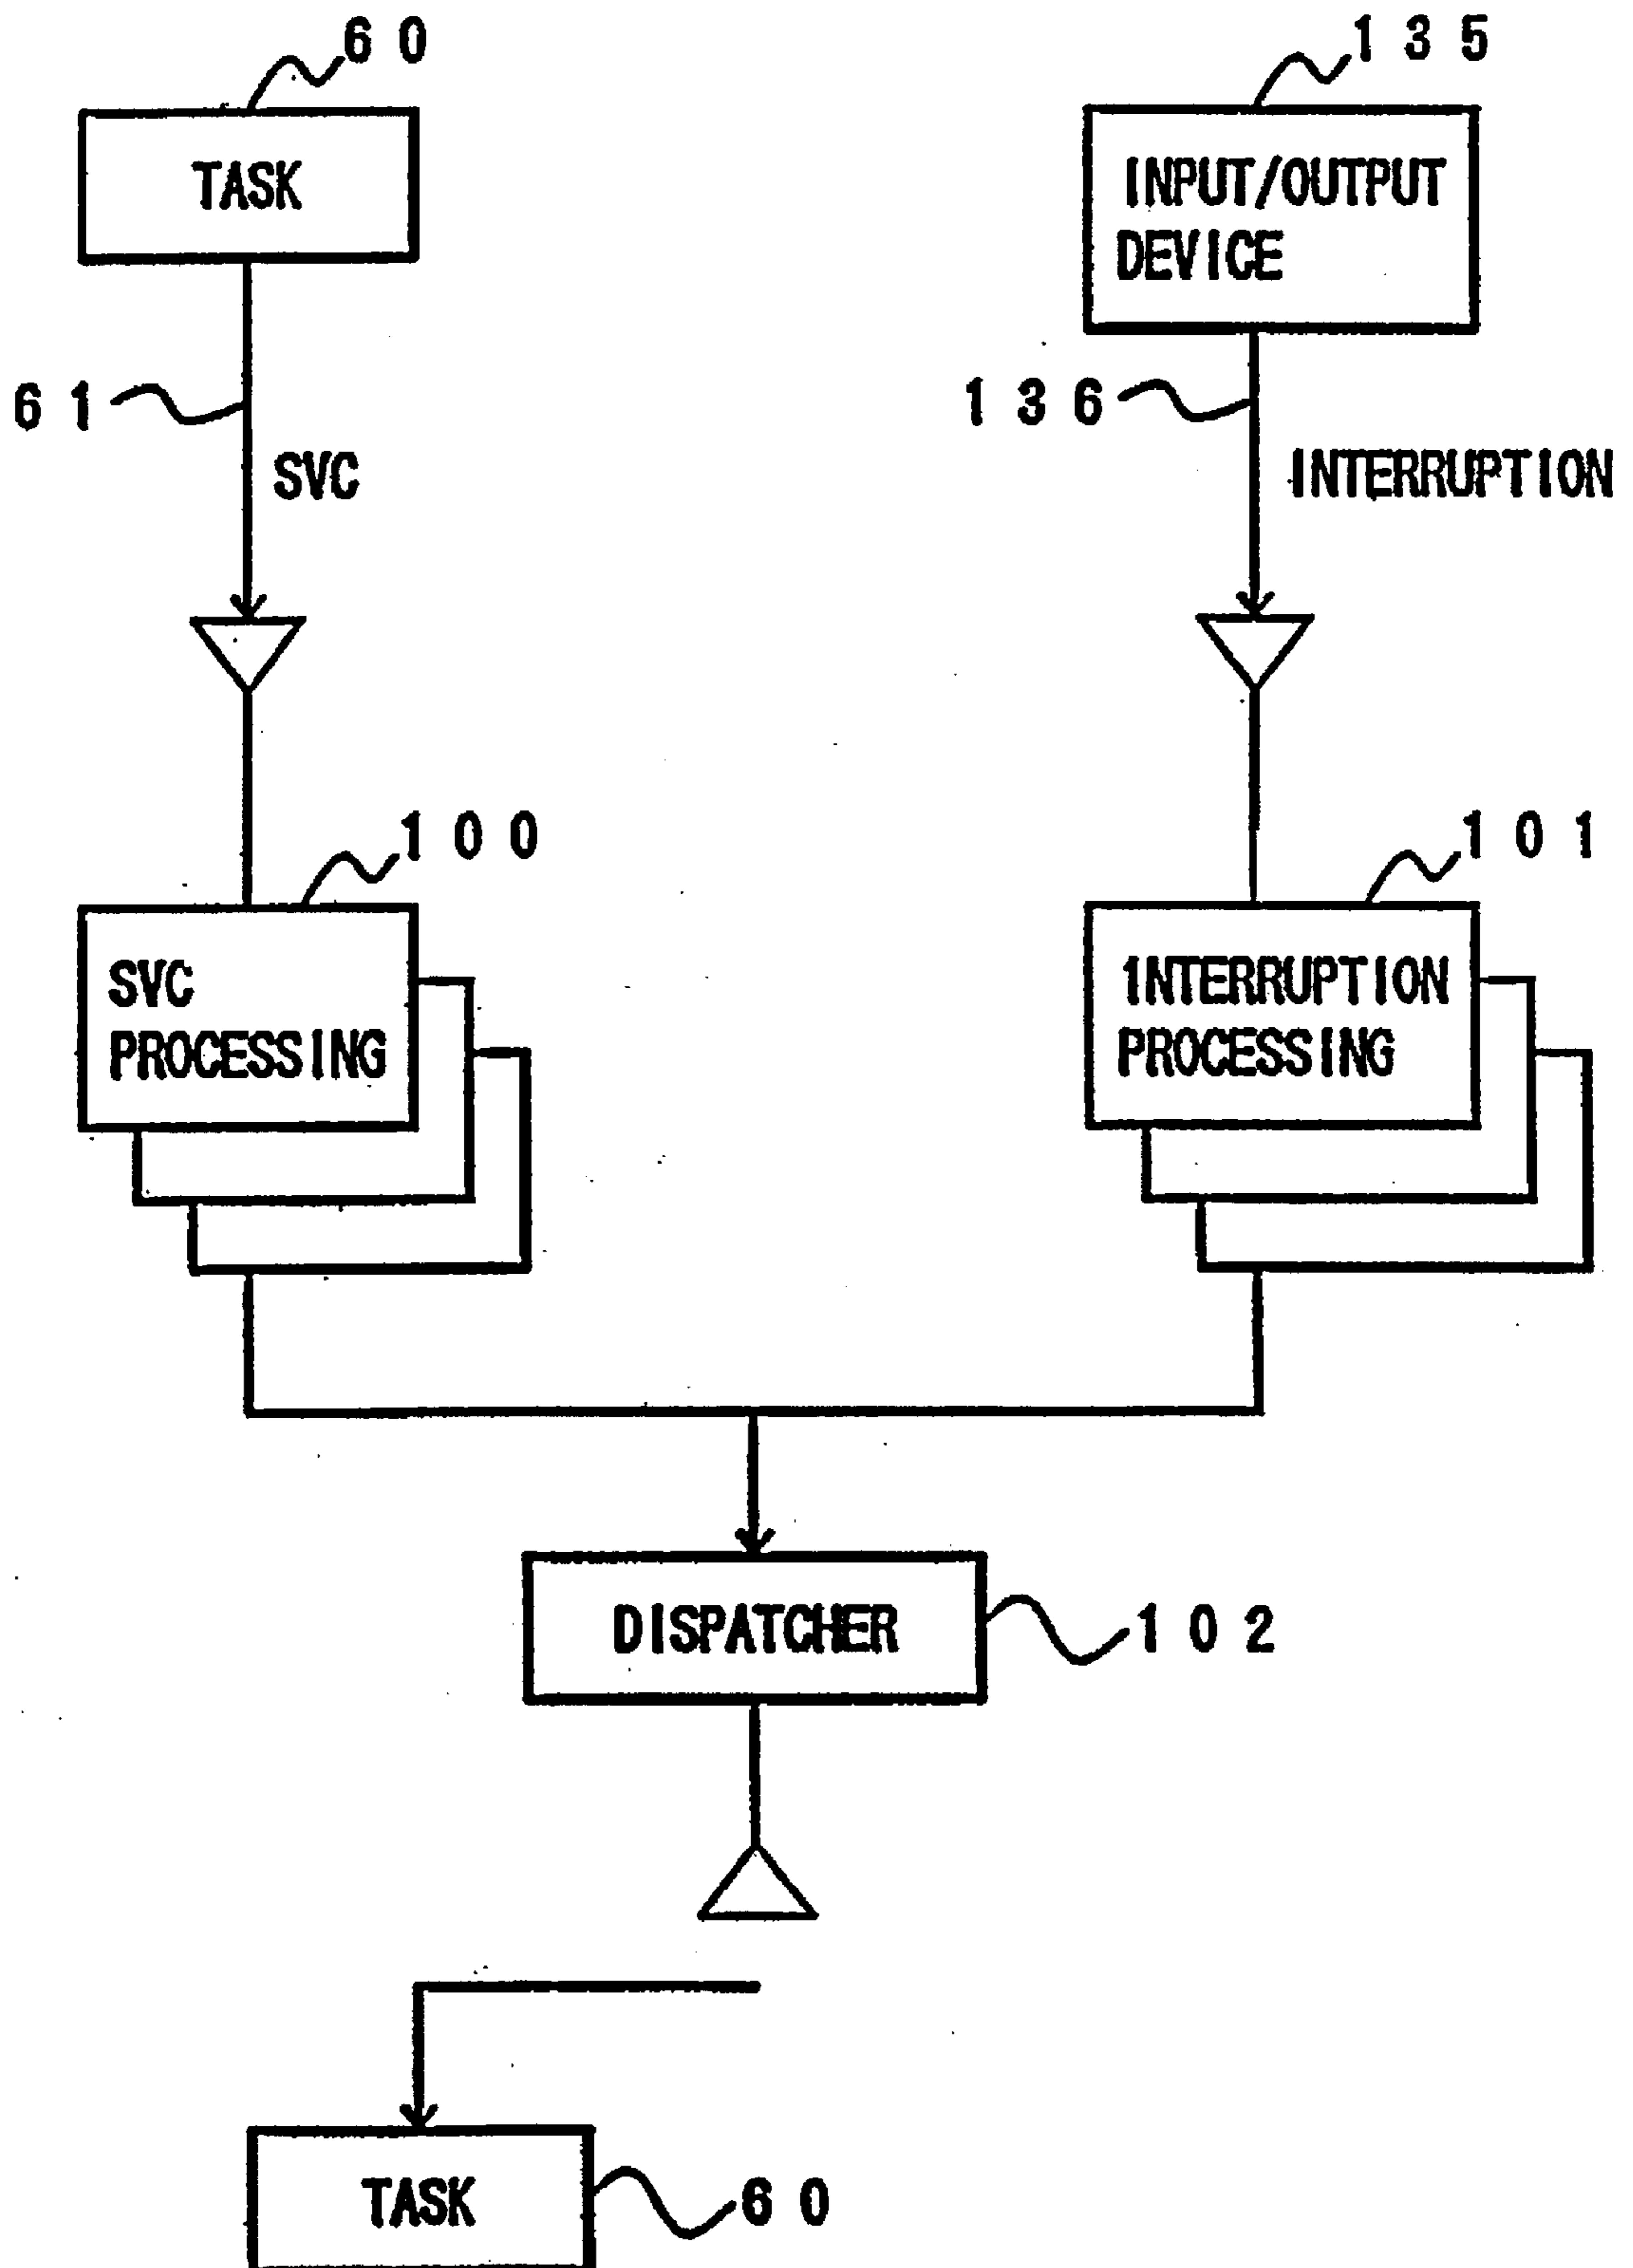 60
135
TASK
INPUT/OUTPUT
DEVICE
61
136
SVC
INTERRUPTION
100
101
SVC
PROCESSING
INTERRUPTION
PROCESSING
DISPATCHER
102
TASK
60